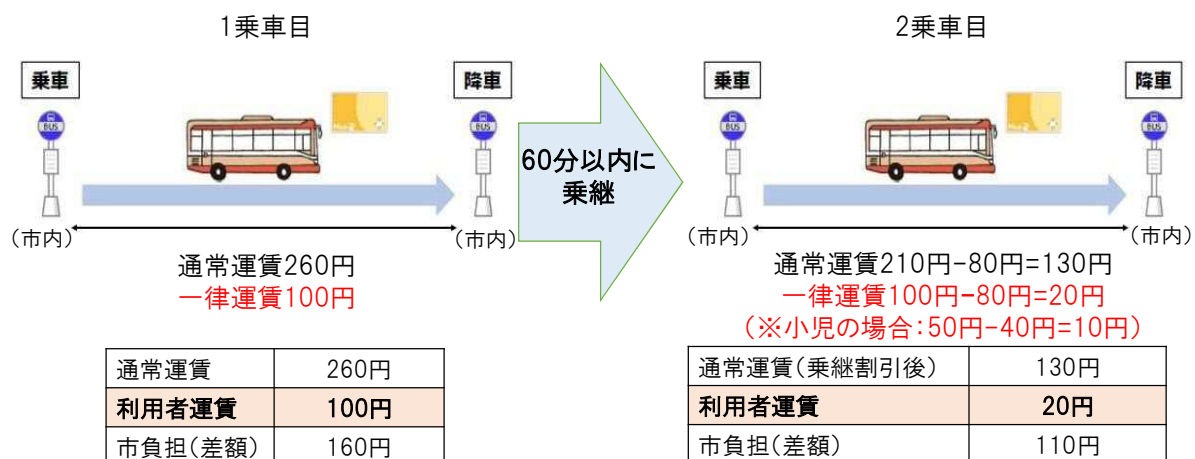 1乗車目
乗車
降車
BUS
BUS
(市内)
(市内)
通常運賃260円
一律運賃100円
通常運賃 260円
利用者運賃 100円
市負担(差額) 160円
60分以内に
乗継
2乗車目
乗車
降車
BUS
BUS
(市内)
(市内)
通常運賃210円-80円=130円
一律運賃100円-80円=20円
(※小児の場合:50円-40円=10円)
通常運賃(乗継割引後) 130円
利用者運賃 20円
市負担(差額) 110円